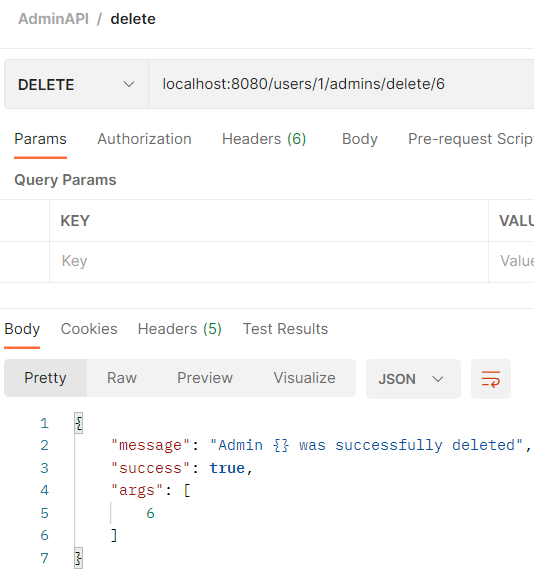 AdminAPI / delete
DELETE localhost:8080/users/1/admins/delete/6
Params Authorization Headers (6) Body Pre-request Scrip
Query Params
KEY VALU
Key Value
Body Cookies Headers (5) Test Results
Pretty Raw Preview Visualize JSON
1 {
2 "message": "Admin {} was successfully deleted",
3 "success": true,
4 "args": [
5 6
6 ]
7 }